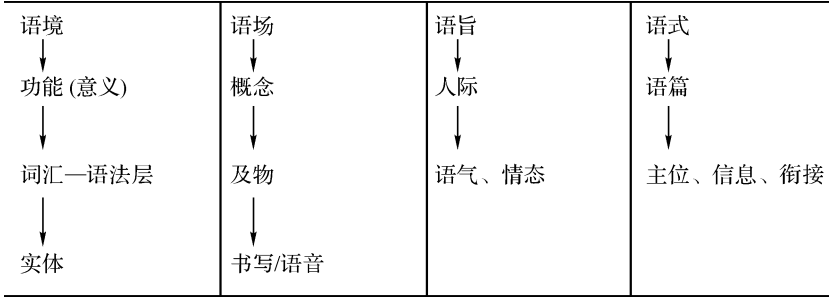 语境 语场 语旨 语式
功能 (意义) 概念 人际 语篇
词汇—语法层 及物 语气、情态 主位、信息、衔接
实体 书写/语音